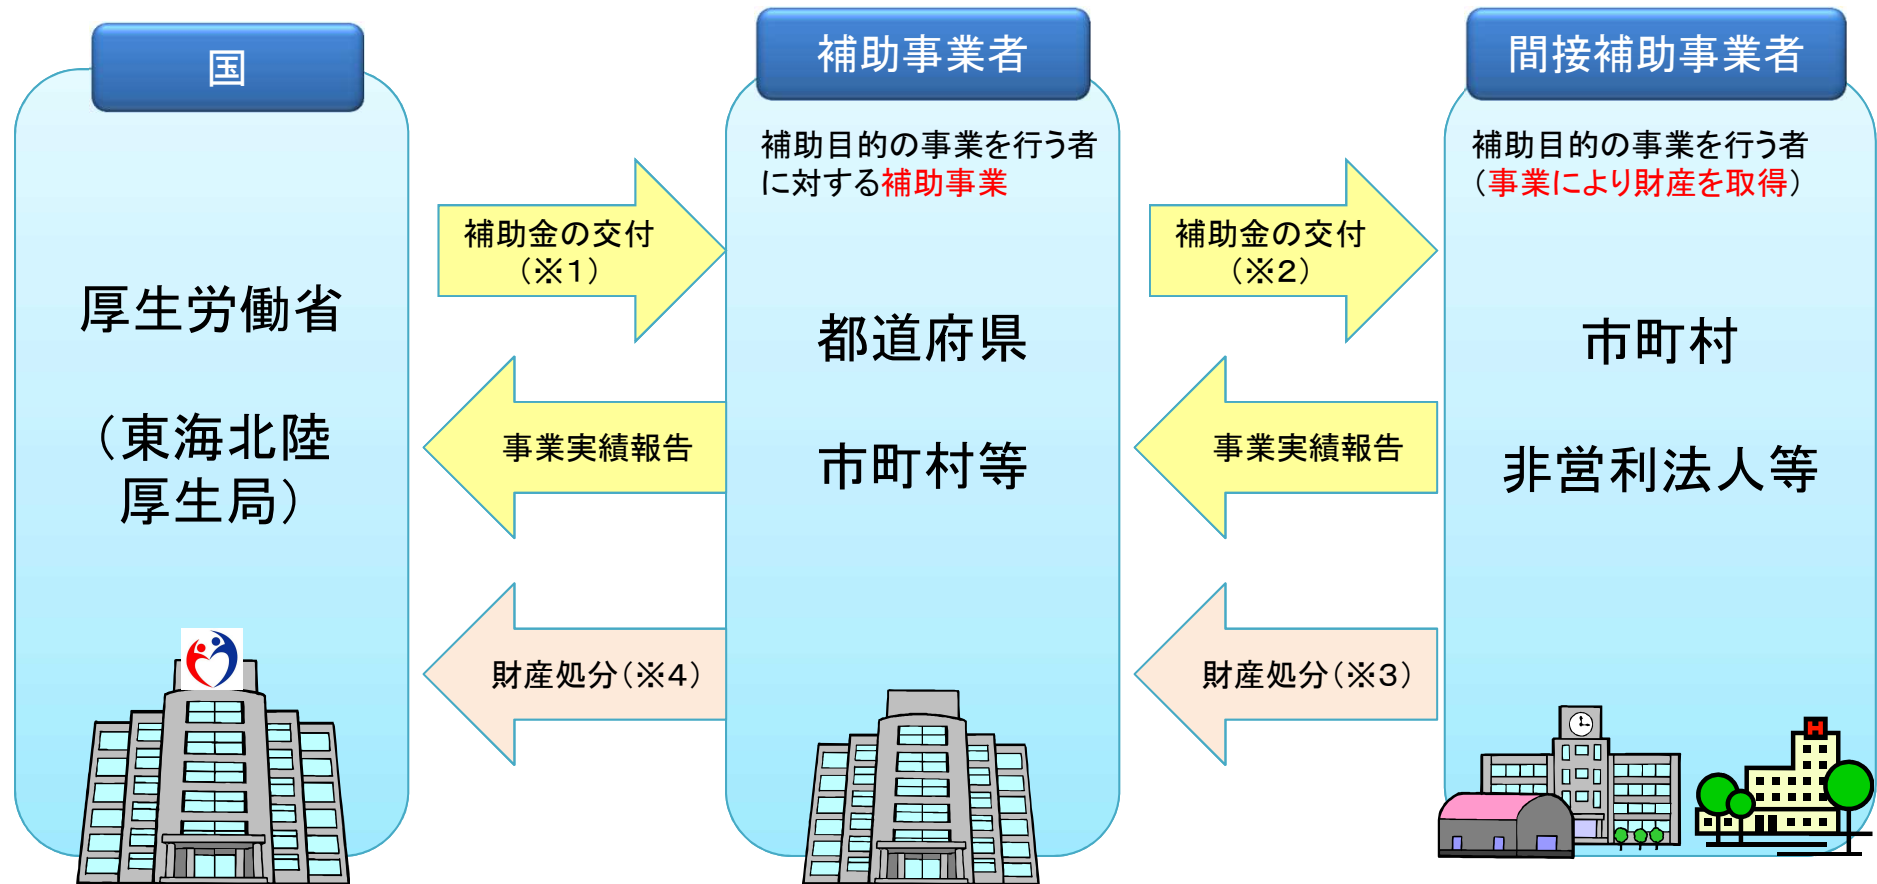 国
厚生労働省
（東海北陸
厚生局）
補助金の交付
（※1）
事業実績報告
財産処分（※4）
補助事業者
補助目的の事業を行う者
に対する補助事業
都道府県
市町村等
補助金の交付
（※2）
事業実績報告
財産処分（※3）
間接補助事業者
補助目的の事業を行う者
（事業により財産を取得）
市町村
非営利法人等
H